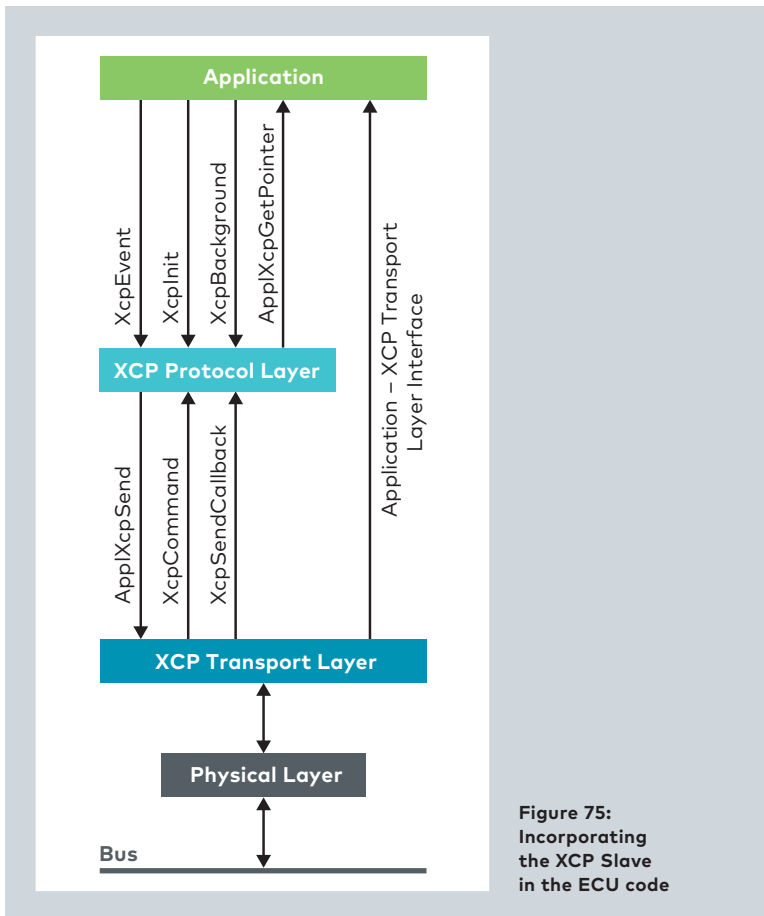 Application
XcpEvent
XcpInit
XcpBackground
ApplXcpGetPointer
Application – XCP Transport
Layer Interface
XCP Protocol Layer
ApplXcpSend
XcpCommand
XcpSendCallback
XCP Transport Layer
Physical Layer
Bus
Figure 75:
Incorporating
the XCP Slave
in the ECU code